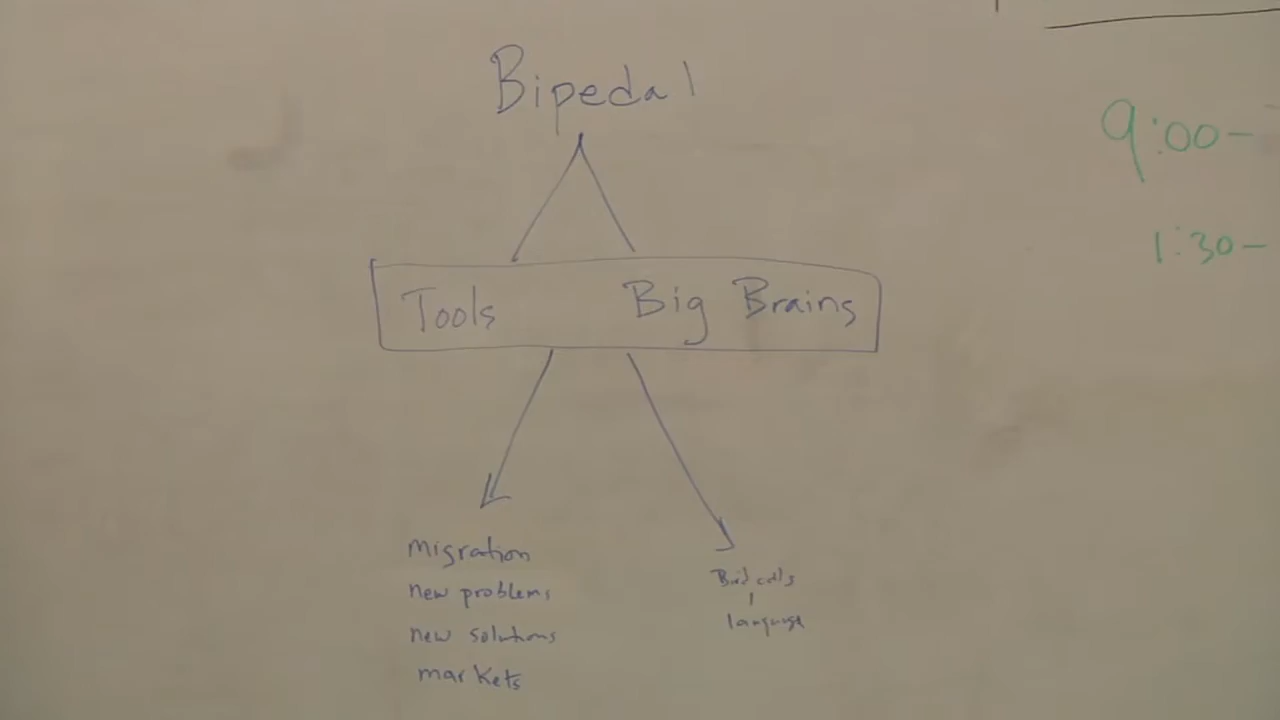 Bipedal
9:00-
1:30-
Tools Big Brains
migration
new problems
new solutions
markets
Bird calls
language